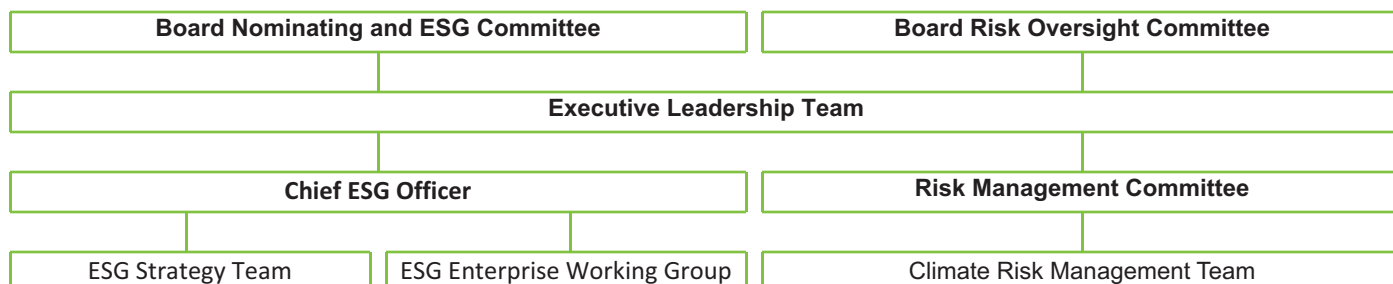 Board Nominating and ESG Committee
Board Risk Oversight Committee
Executive Leadership Team
Chief ESG Officer
Risk Management Committee
ESG Strategy Team
ESG Enterprise Working Group
Climate Risk Management Team